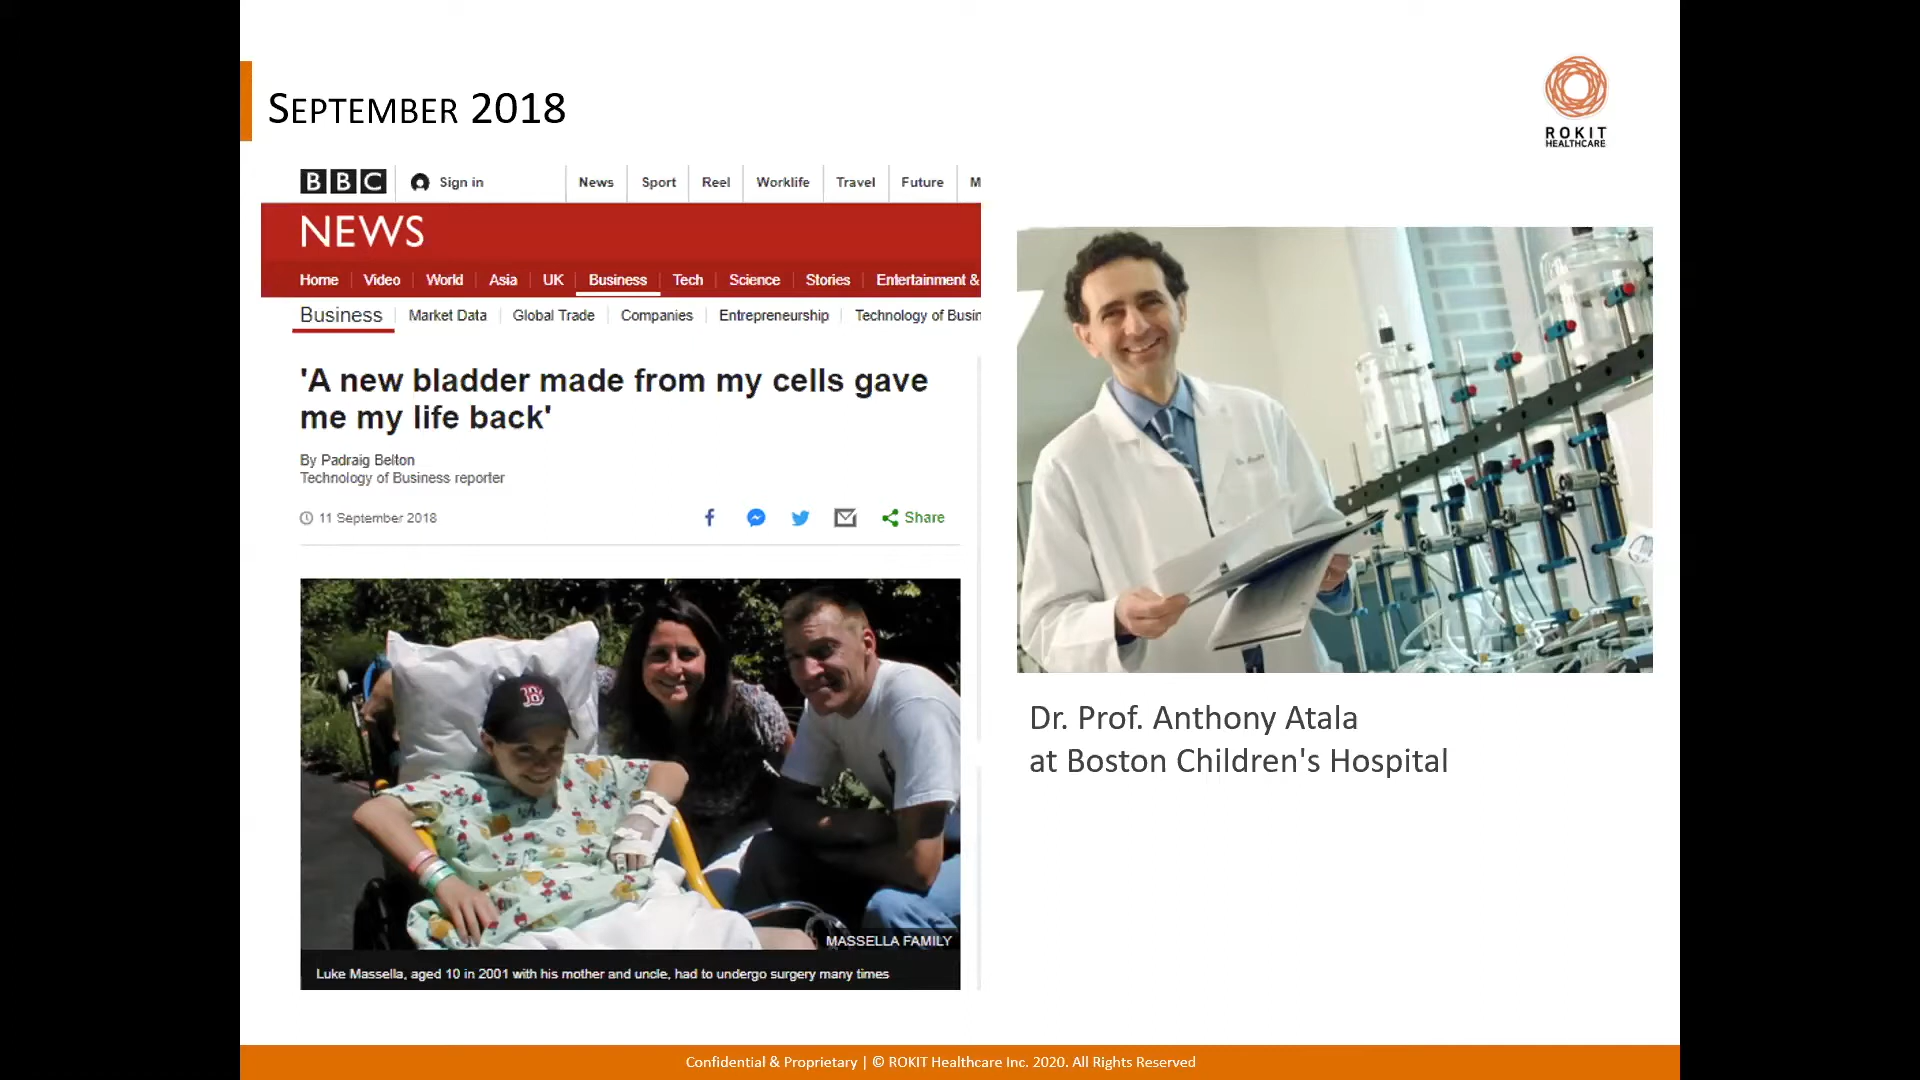 SEPTEMBER 2018
ROKIT
HEALTHCARE
BBC Sign in News Sport Reel Worklife Travel Future M
NEWS
Home Video World Asia UK Business Tech Science Stories Entertainment &
Business Market Data Global Trade Companies Entrepreneurship Technology of Busin
'A new bladder made from my cells gave
me my life back'
By Padraig Belton
Technology of Business reporter
11 September 2018 Share
B
MASSELLA FAMILY
Luke Massella, aged 10 in 2001 with his mother and uncle, had to undergo surgery many times
Dr. Prof. Anthony Atala
at Boston Children's Hospital
Confidential & Proprietary | © ROKIT Healthcare Inc. 2020. All Rights Reserved